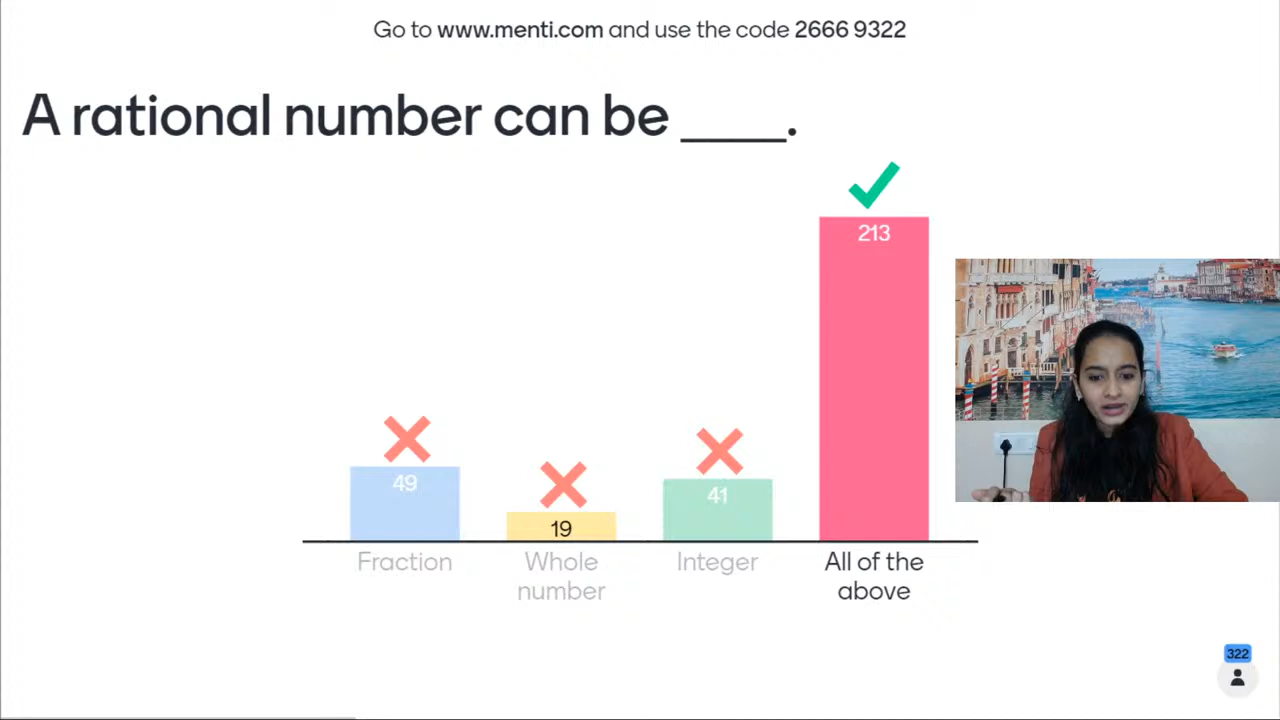 Go to www.menti.com and use the code 2666 9322
A rational number can be ____.
213
49
19
41
Fraction
Whole
number
Integer
All of the
above
322